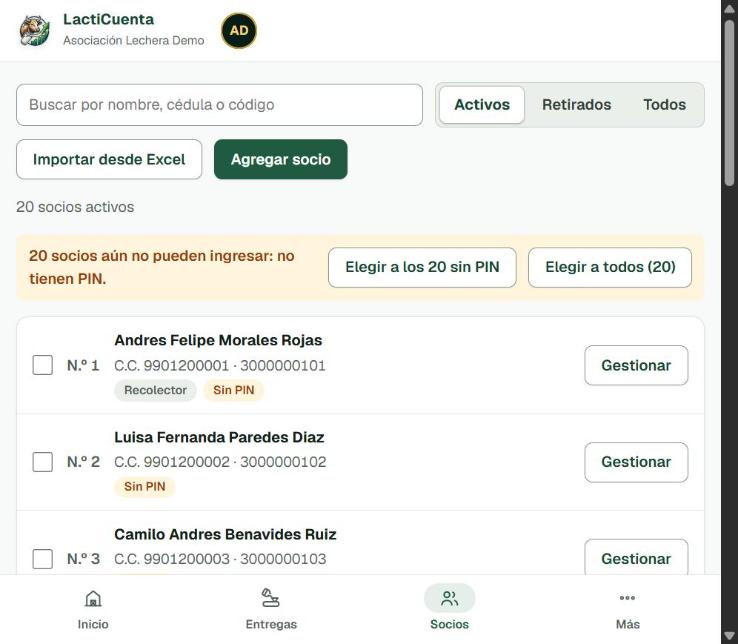 LactiCuenta
Asociación Lechera Demo
AD
Buscar por nombre, cédula o código
Activos
Retirados
Todos
Importar desde Excel
Agregar socio
20 socios activos
20 socios aún no pueden ingresar: no
tienen PIN.
Elegir a los 20 sin PIN
Elegir a todos (20)
N.º 1
Andres Felipe Morales Rojas
C.C. 9901200001 · 3000000101
Recolector
Sin PIN
Gestionar
N.º 2
Luisa Fernanda Paredes Diaz
C.C. 9901200002 · 3000000102
Sin PIN
Gestionar
N.º 3
Camilo Andres Benavides Ruiz
C.C. 9901200003 · 3000000103
Gestionar
Inicio
Entregas
Socios
Más